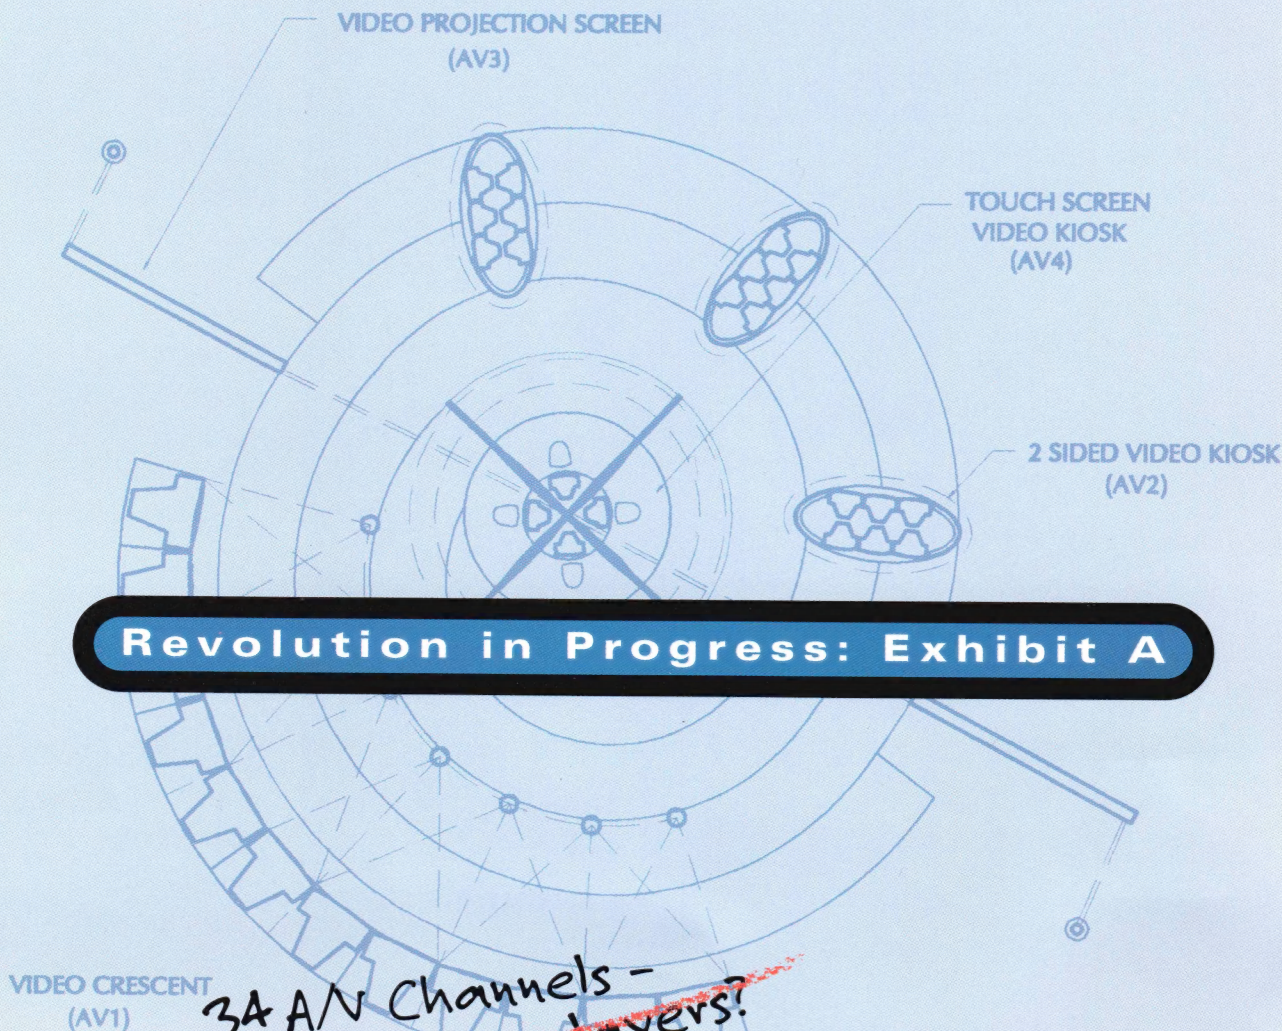 VIDEO PROJECTION SCREEN
(AV3)
TOUCH SCREEN
VIDEO KIOSK
(AV4)
2 SIDED VIDEO KIOSK
(AV2)
Revolution in Progress: Exhibit A
VIDEO CRESCENT
(AV1)
34 A/V Channels -